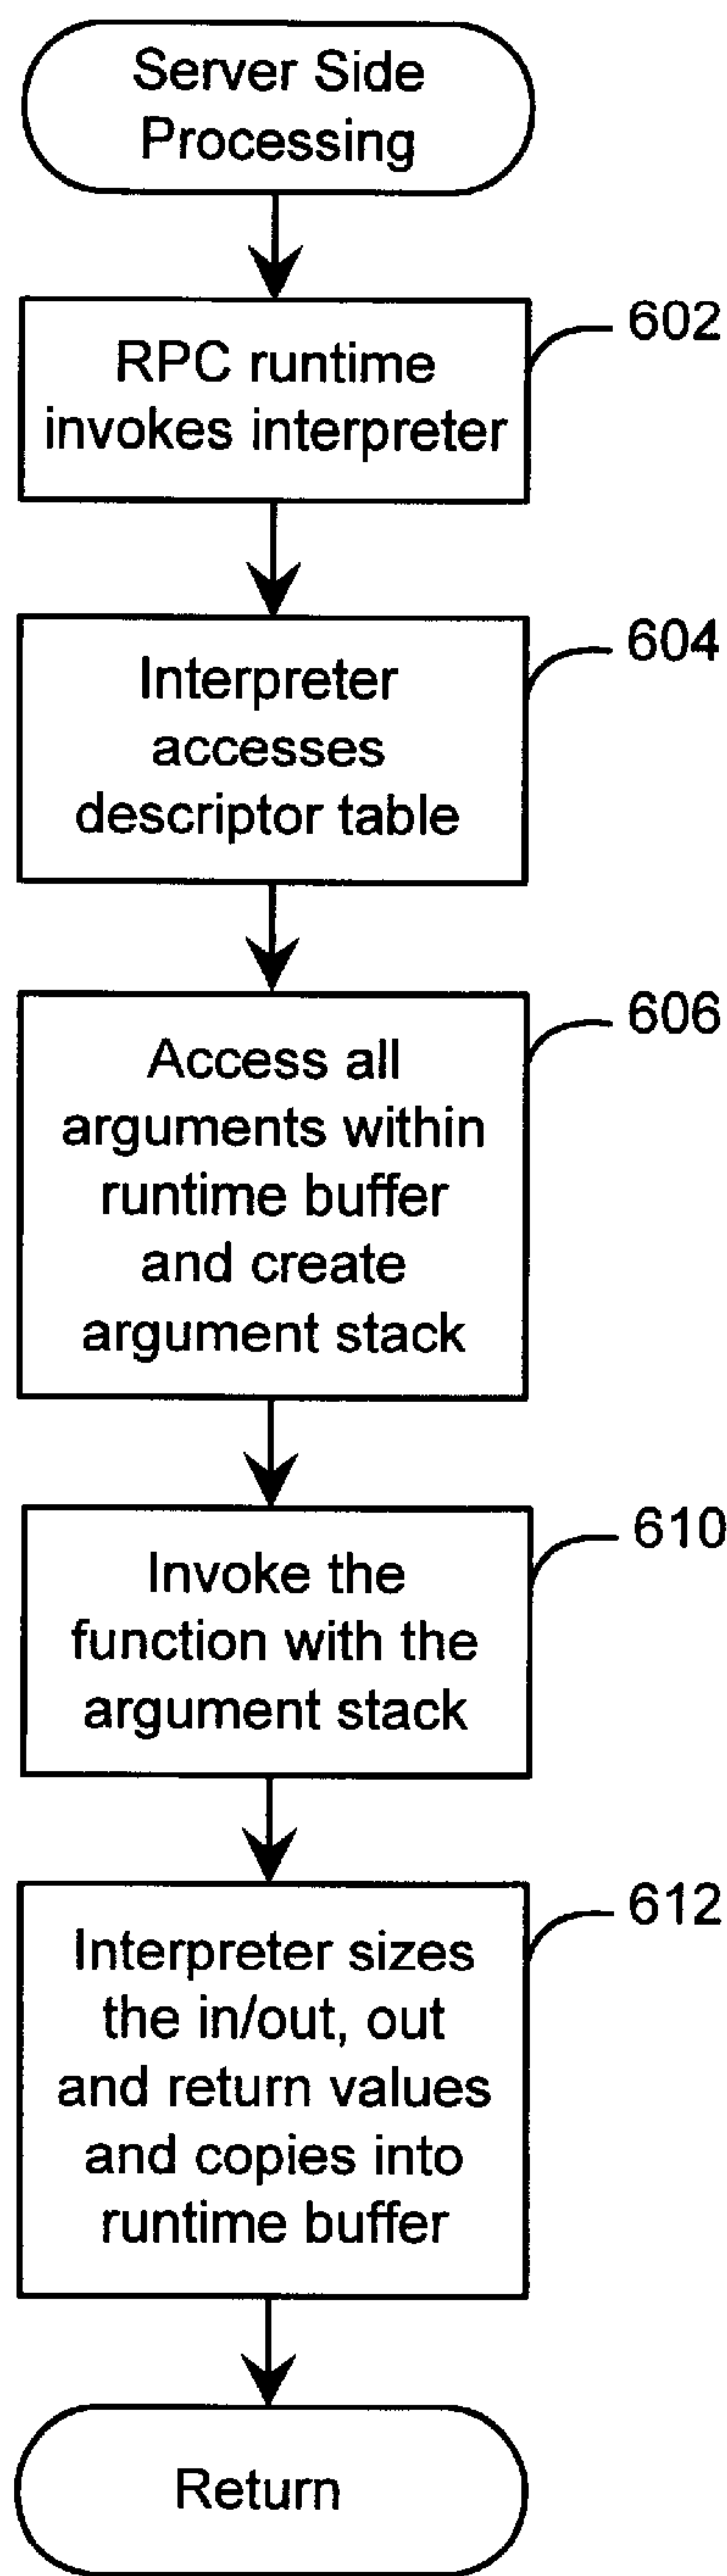 Server Side
Processing
602
RPC runtime
invokes interpreter
604
Interpreter
accesses
descriptor table
606
Access all
arguments within
runtime buffer
and create
argument stack
610
Invoke the
function with the
argument stack
612
Interpreter sizes
the in/out, out
and return values
and copies into
runtime buffer
Return